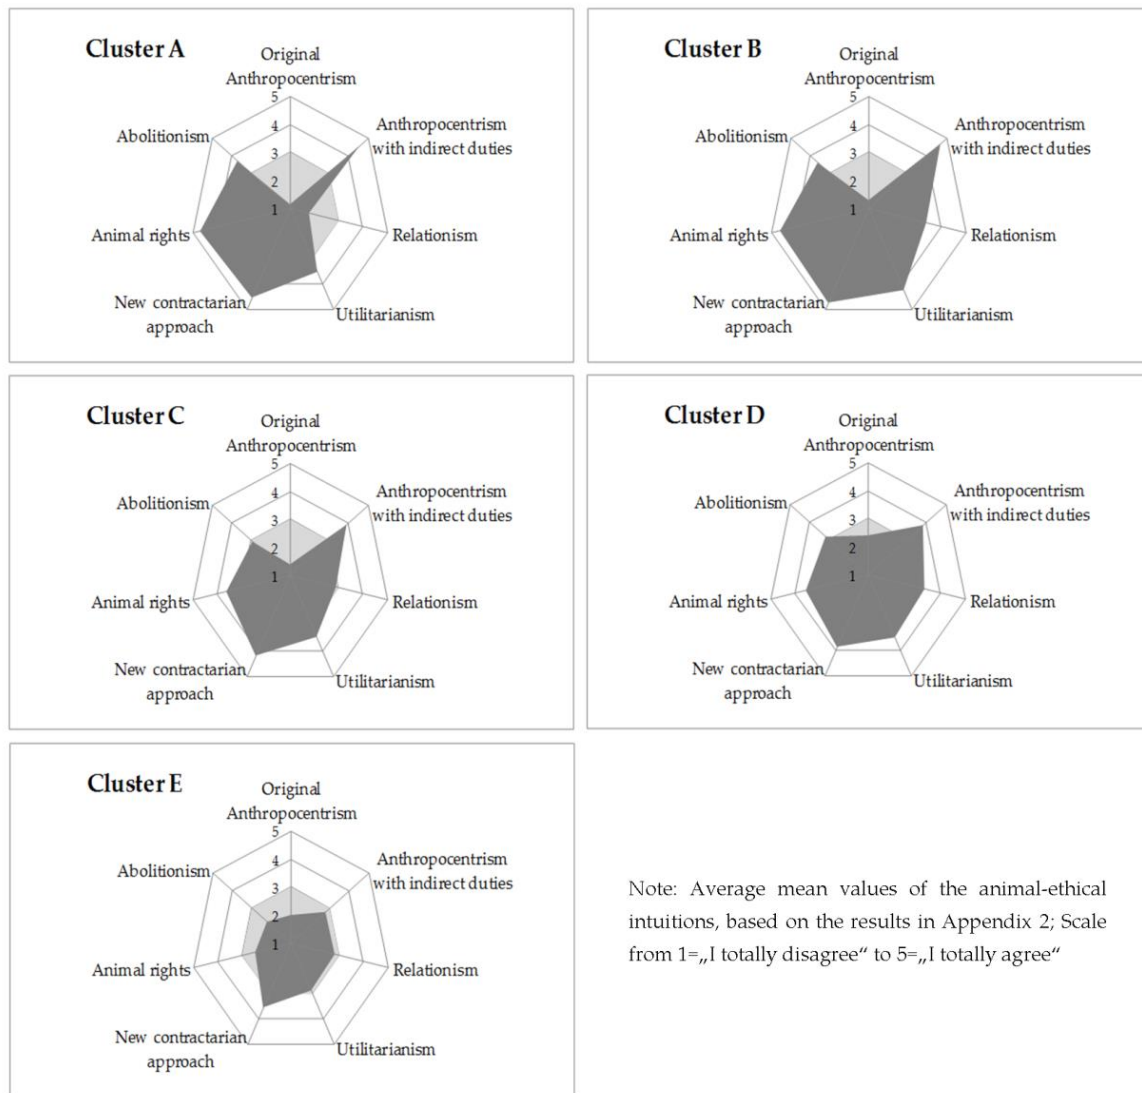 Cluster A
Original
Anthropocentrism
5
4
3
2
1
Anthropocentrism
with indirect duties
Relationism
Utilitarianism
New contractarian
approach
Animal rights
Abolitionism
Cluster B
Original
Anthropocentrism
5
4
3
2
1
Anthropocentrism
with indirect duties
Relationism
Utilitarianism
New contractarian
approach
Animal rights
Abolitionism
Cluster C
Original
Anthropocentrism
5
4
3
2
1
Anthropocentrism
with indirect duties
Relationism
Utilitarianism
New contractarian
approach
Animal rights
Abolitionism
Cluster D
Original
Anthropocentrism
5
4
3
2
1
Anthropocentrism
with indirect duties
Relationism
Utilitarianism
New contractarian
approach
Animal rights
Abolitionism
Cluster E
Original
Anthropocentrism
5
4
3
2
1
Anthropocentrism
with indirect duties
Relationism
Utilitarianism
New contractarian
approach
Animal rights
Abolitionism
Note: Average mean values of the animal-ethical
intuitions, based on the results in Appendix 2; Scale
from 1=„I totally disagree“ to 5=„I totally agree“